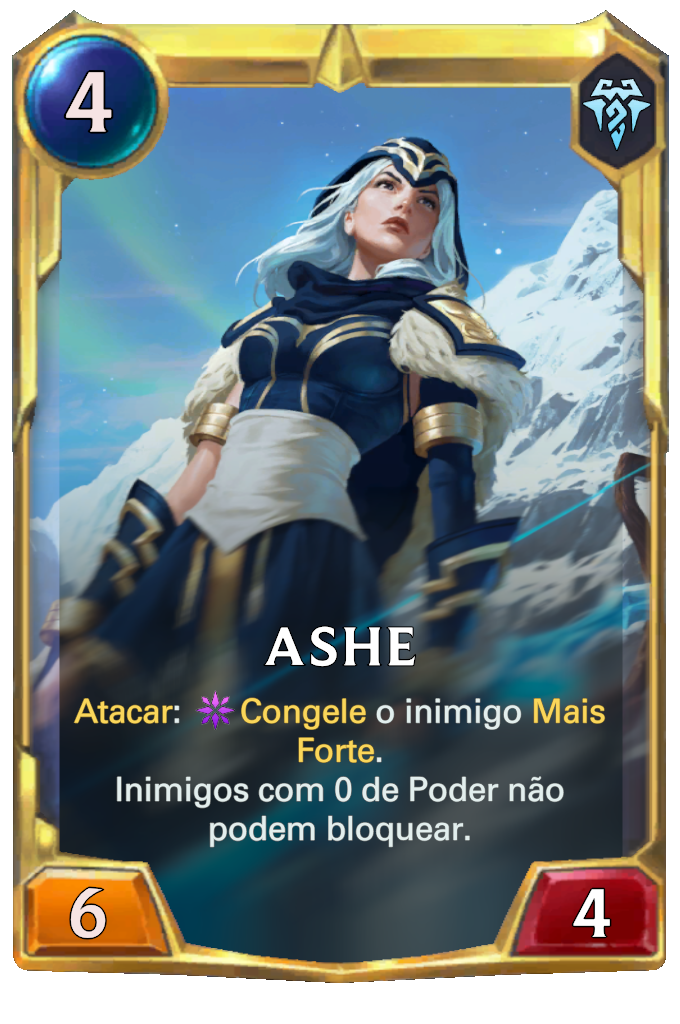 4
ASHE
Atacar: Congele o inimigo Mais
Forte.
Inimigos com 0 de Poder não
podem bloquear.
6
4